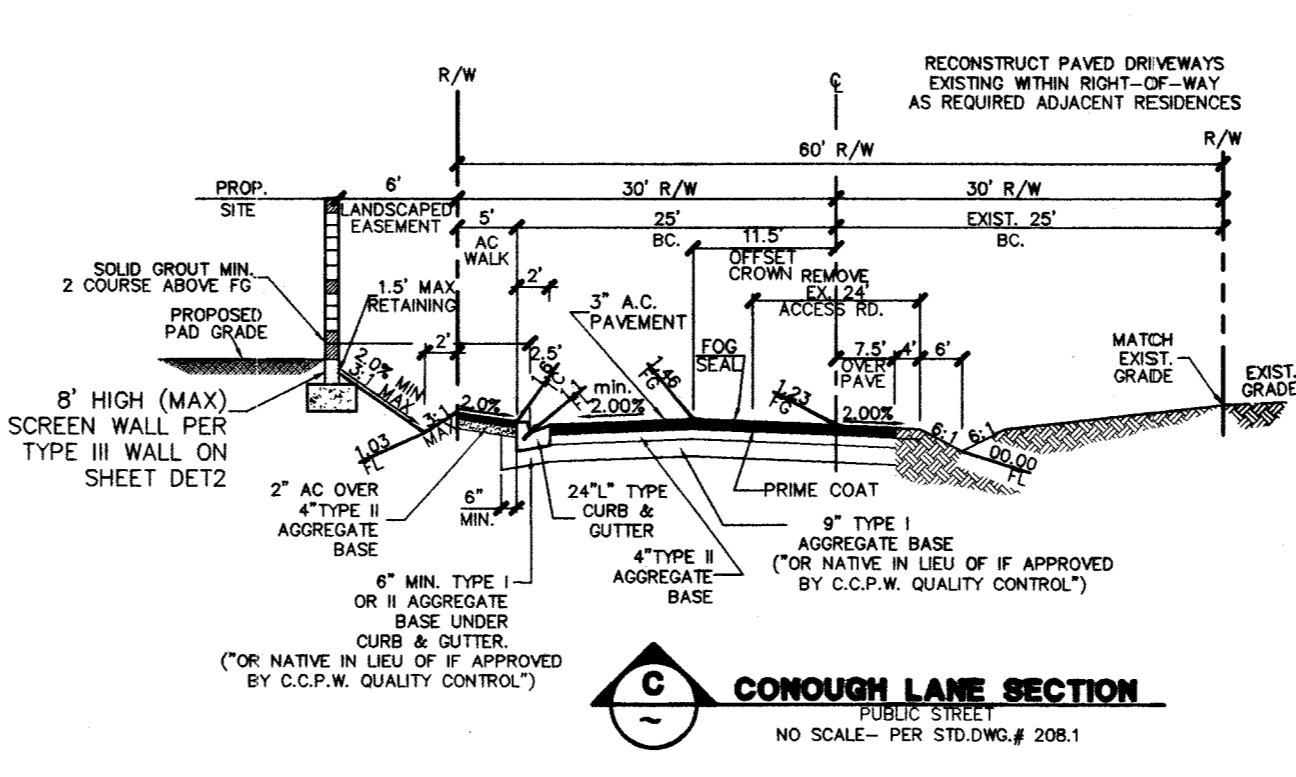 RECONSTRUCT PAVED DRIVEWAYS
EXISTING WITHIN RIGHT-OF-WAY
AS REQUIRED ADJACENT RESIDENCES
R/W
℄
R/W
60' R/W
PROP.
SITE
6'
LANDSCAPED
EASEMENT
30' R/W
30' R/W
5'
AC
WALK
25'
BC.
EXIST. 25'
BC.
11.5'
OFFSET
CROWN
REMOVE
EX. 24'
ACCESS RD.
SOLID GROUT MIN.
2 COURSE ABOVE FG
1.5' MAX
RETAINING
2'
3" A.C.
PAVEMENT
PROPOSED
PAD GRADE
2'
2.5'
FOG
SEAL
7.5'
OVER
PAVE
4'
6'
MATCH
EXIST.
GRADE
EXIST.
GRADE
2.0% MIN
3:1 MAX
3:1
MAX
2.0%
min.
2.00%
1.46
FG
1.23
FG
2.00%
6:1
6:1
1.03
FL
00.00
FL
8' HIGH (MAX)
SCREEN WALL PER
TYPE III WALL ON
SHEET DET2
2" AC OVER
4"TYPE II
AGGREGATE
BASE
6"
MIN.
24"L" TYPE
CURB &
GUTTER
PRIME COAT
4"TYPE II
AGGREGATE
BASE
9" TYPE I
AGGREGATE BASE
("OR NATIVE IN LIEU OF IF APPROVED
BY C.C.P.W. QUALITY CONTROL")
6" MIN. TYPE I
OR II AGGREGATE
BASE UNDER
CURB & GUTTER.
("OR NATIVE IN LIEU OF IF APPROVED
BY C.C.P.W. QUALITY CONTROL")
C
~
CONOUGH LANE SECTION
PUBLIC STREET
NO SCALE- PER STD.DWG.# 208.1